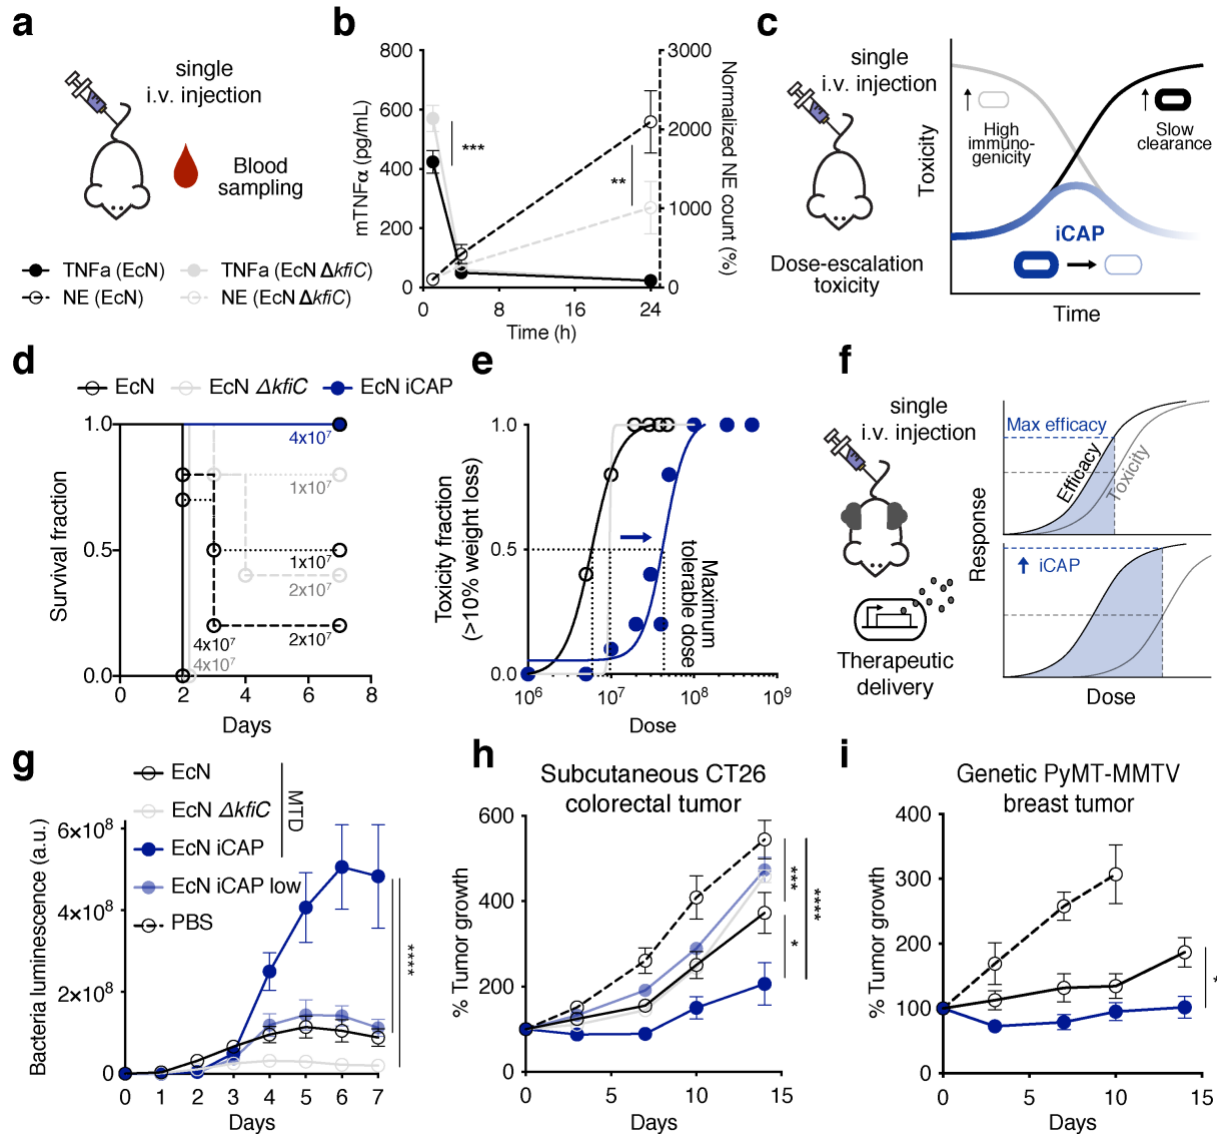 a
single
i.v. injection
Blood
sampling
TNFa (EcN)
TNFa (EcN ΔkfiC)
NE (EcN)
NE (EcN ΔkfiC)
b
800
600
400
200
0
mTNFα (pg/mL)
3000
2000
1000
0
Normalized NE count (%)
***
**
0
8
16
24
Time (h)
c
single
i.v. injection
Dose-escalation
toxicity
Toxicity
High
immuno-
genicity
Slow
clearance
iCAP
Time
d
EcN
EcN ΔkfiC
EcN iCAP
Survival fraction
1.0
0.5
0.0
4x10⁷
1x10⁷
1x10⁷
2x10⁷
2x10⁷
4x10⁷
4x10⁷
0
2
4
6
8
Days
e
Toxicity fraction
(>10% weight loss)
1.0
0.5
0.0
Maximum
tolerable dose
10⁶
10⁷
10⁸
10⁹
Dose
f
single
i.v. injection
Therapeutic
delivery
Response
Max efficacy
Efficacy
Toxicity
iCAP
Dose
g
EcN
EcN ΔkfiC
EcN iCAP
EcN iCAP low
PBS
MTD
Bacteria luminescence (a.u.)
6x10⁸
4x10⁸
2x10⁸
0
****
0
1
2
3
4
5
6
7
Days
h
Subcutaneous CT26
colorectal tumor
% Tumor growth
600
400
200
0
***
*
****
0
5
10
15
Days
i
Genetic PyMT-MMTV
breast tumor
% Tumor growth
400
300
200
100
0
*
0
5
10
15
Days